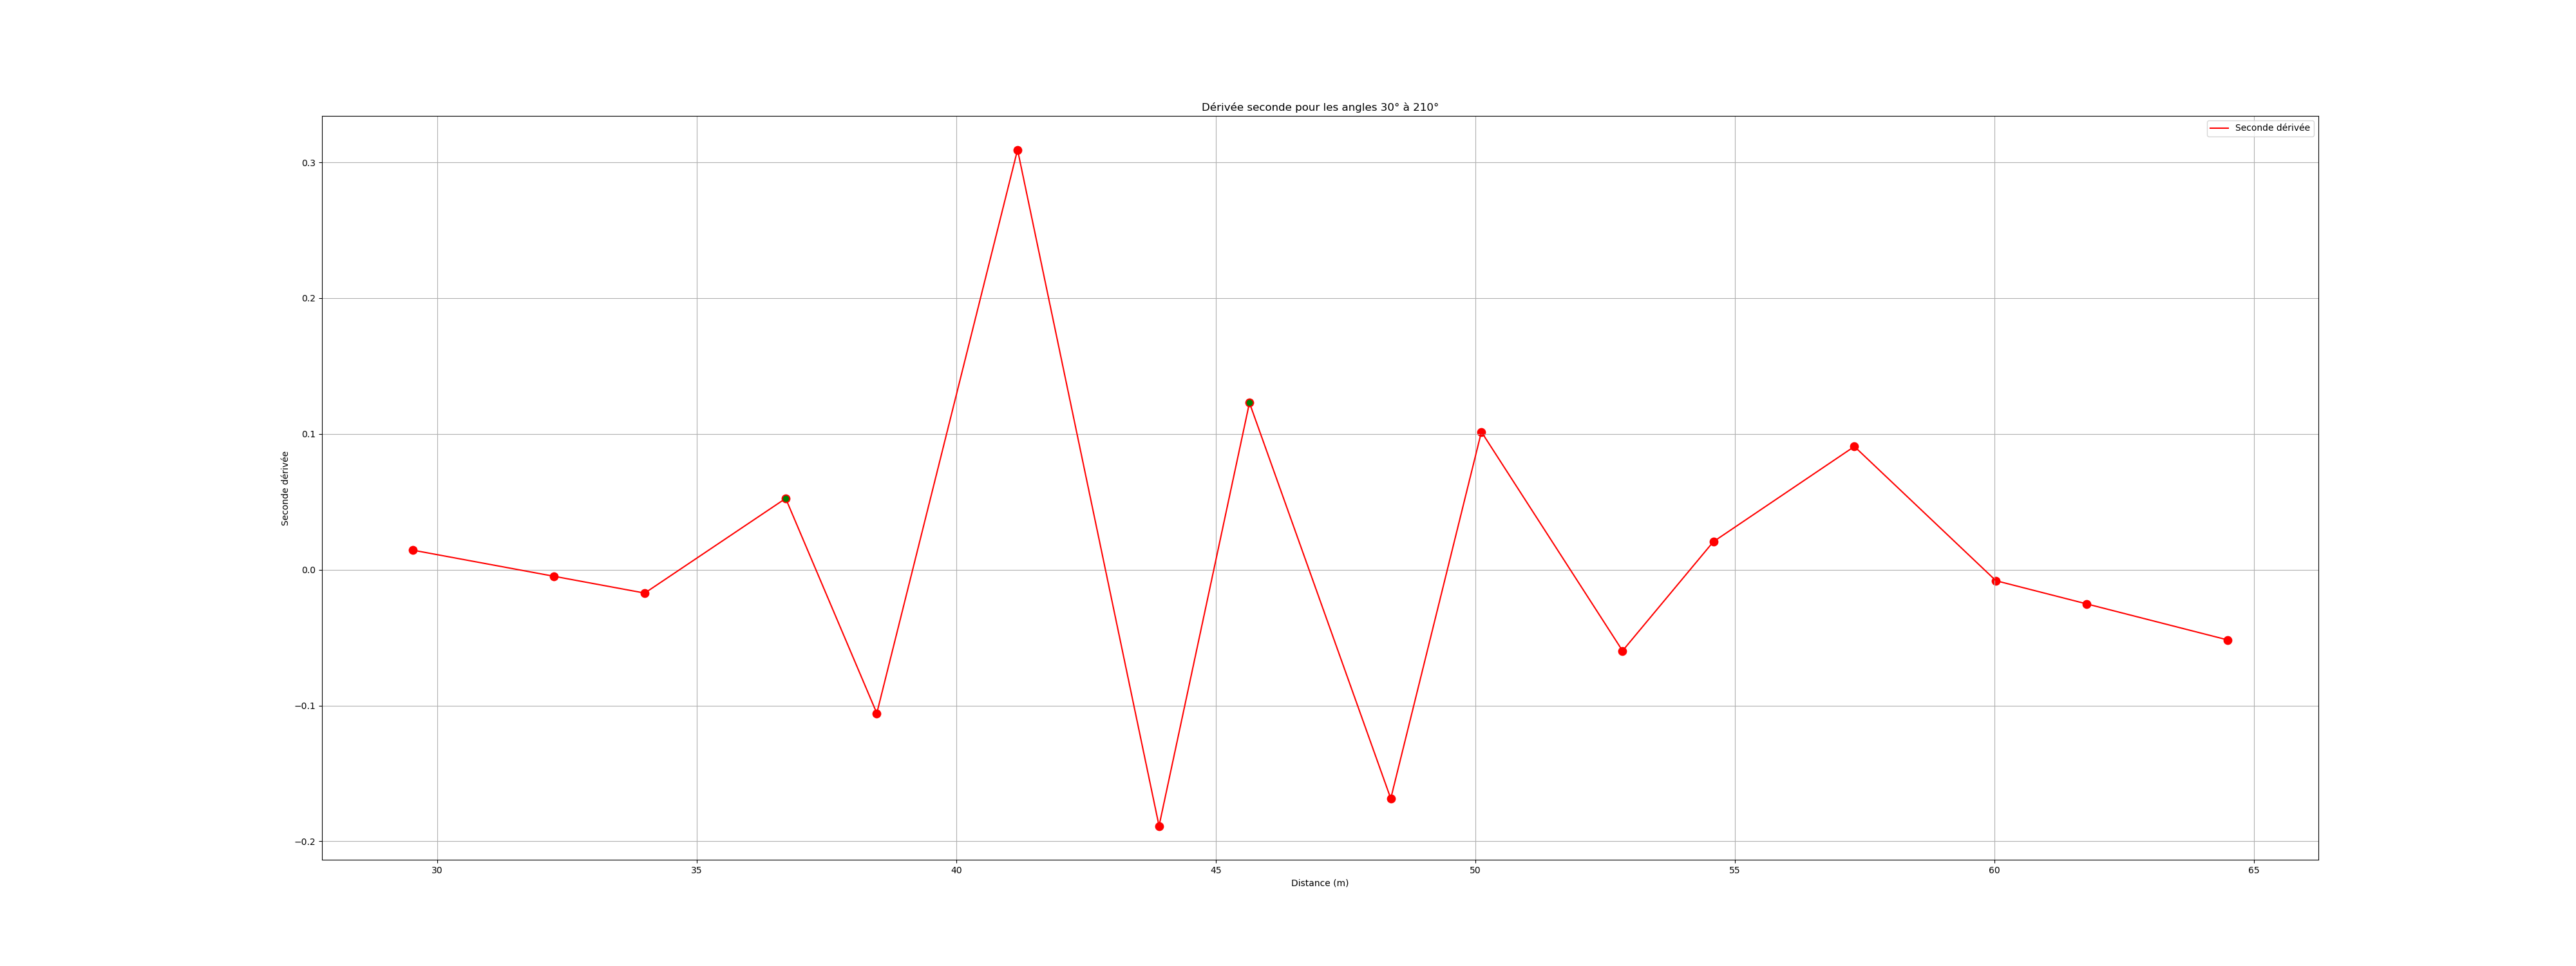 Dérivée seconde pour les angles 30° à 210°
Seconde dérivée
0.3
0.2
0.1
0.0
−0.1
−0.2
Seconde dérivée
30 35 40 45 50 55 60 65
Distance (m)